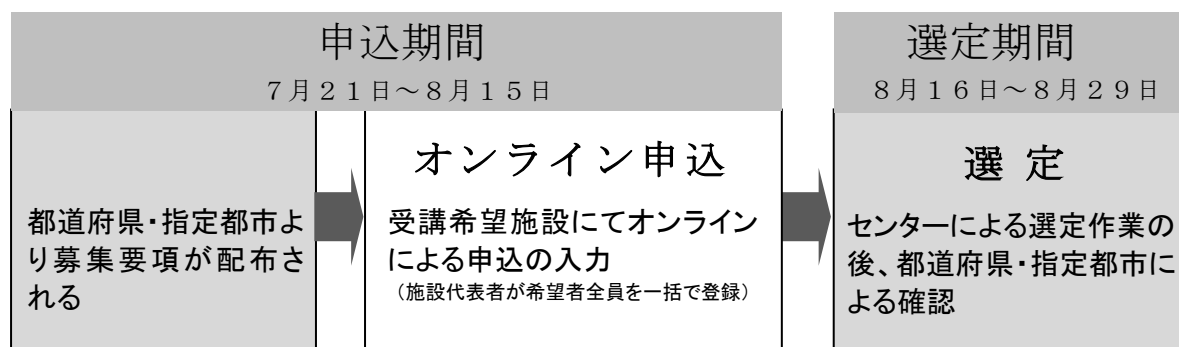 申込期間
7月21日～8月15日
選定期間
8月16日～8月29日
都道府県・指定都市よ
り募集要項が配布さ
れる
オンライン申込
受講希望施設にてオンライン
による申込の入力
（施設代表者が希望者全員を一括で登録）
選 定
センターによる選定作業の
後、都道府県・指定都市に
よる確認